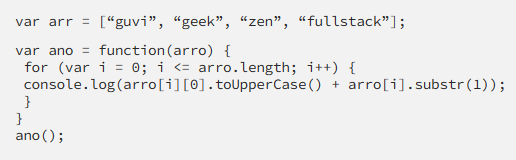 var arr = [“guvi”, “geek”, “zen”, “fullstack”];
var ano = function(arro) {
for (var i = 0; i <= arro.length; i++) {
console.log(arro[i][0].toUpperCase() + arro[i].substr(1));
}
}
ano();